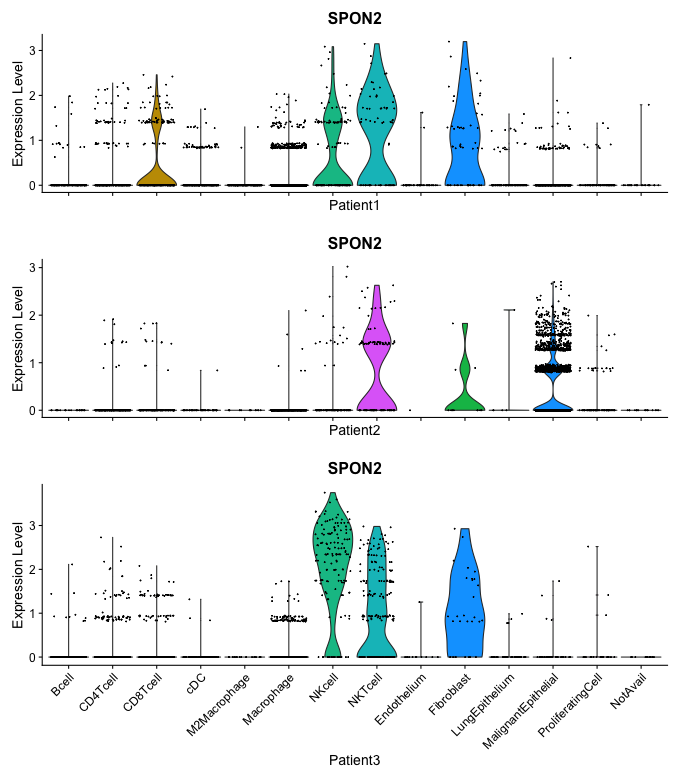 SPON2
Expression Level
3
2
1
0
Patient1
SPON2
Expression Level
3
2
1
0
Patient2
SPON2
Expression Level
3
2
1
0
Bcell
CD4Tcell
CD8Tcell
cDC
M2Macrophage
Macrophage
NKcell
NKTcell
Endothelium
Fibroblast
LungEpithelium
MalignantEpithelial
ProliferatingCell
NotAvail
Patient3